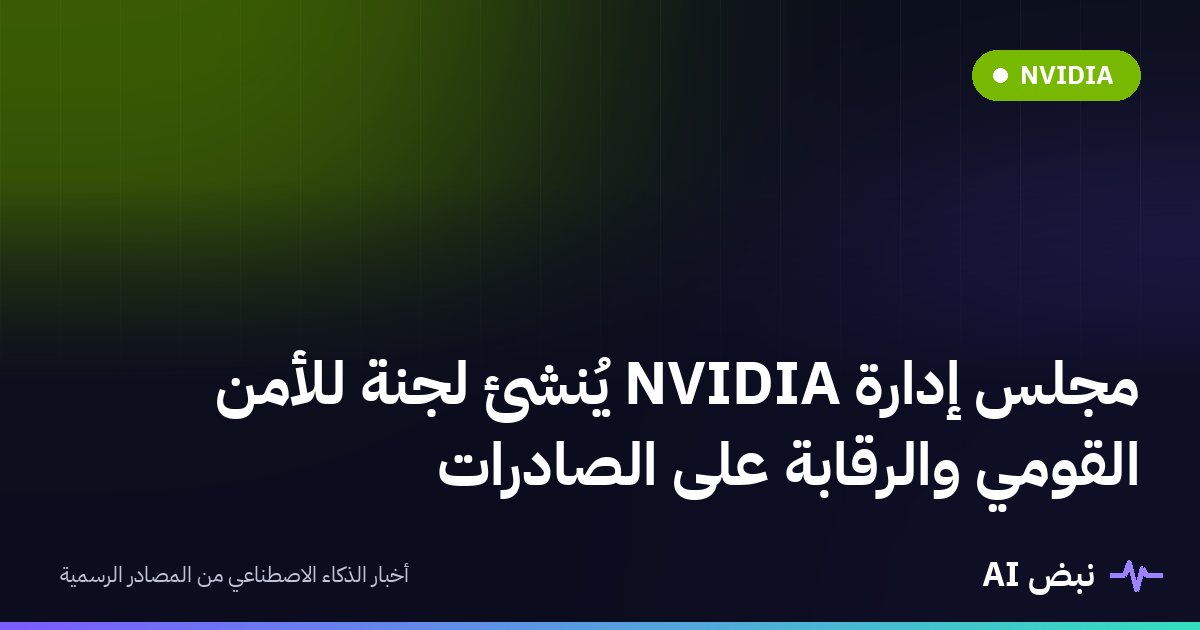 NVIDIA
مجلس إدارة NVIDIA يُنشئ لجنة للأمن
القومي والرقابة على الصادرات
نبض AI
أخبار الذكاء الاصطناعي من المصادر الرسمية